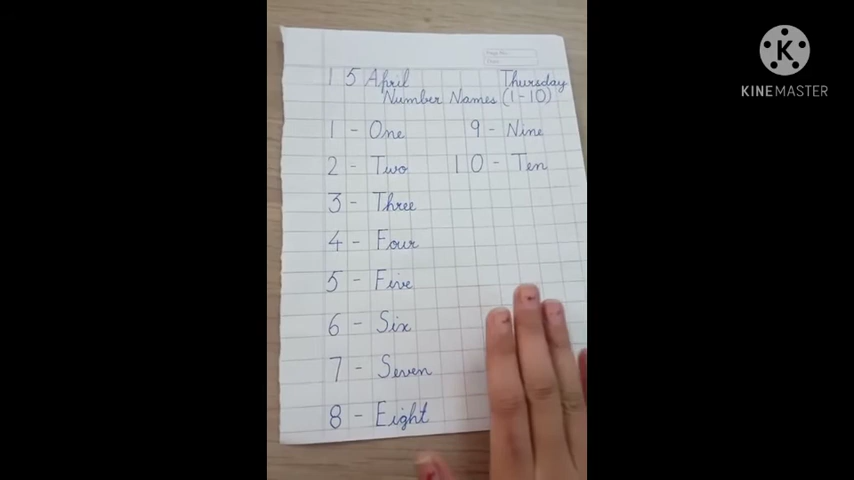 15 April Thursday
Number Names (1-10)
1 - One
2 - Two
3 - Three
4 - Four
5 - Five
6 - Six
7 - Seven
8 - Eight
9 - Nine
10 - Ten
K
KINEMASTER